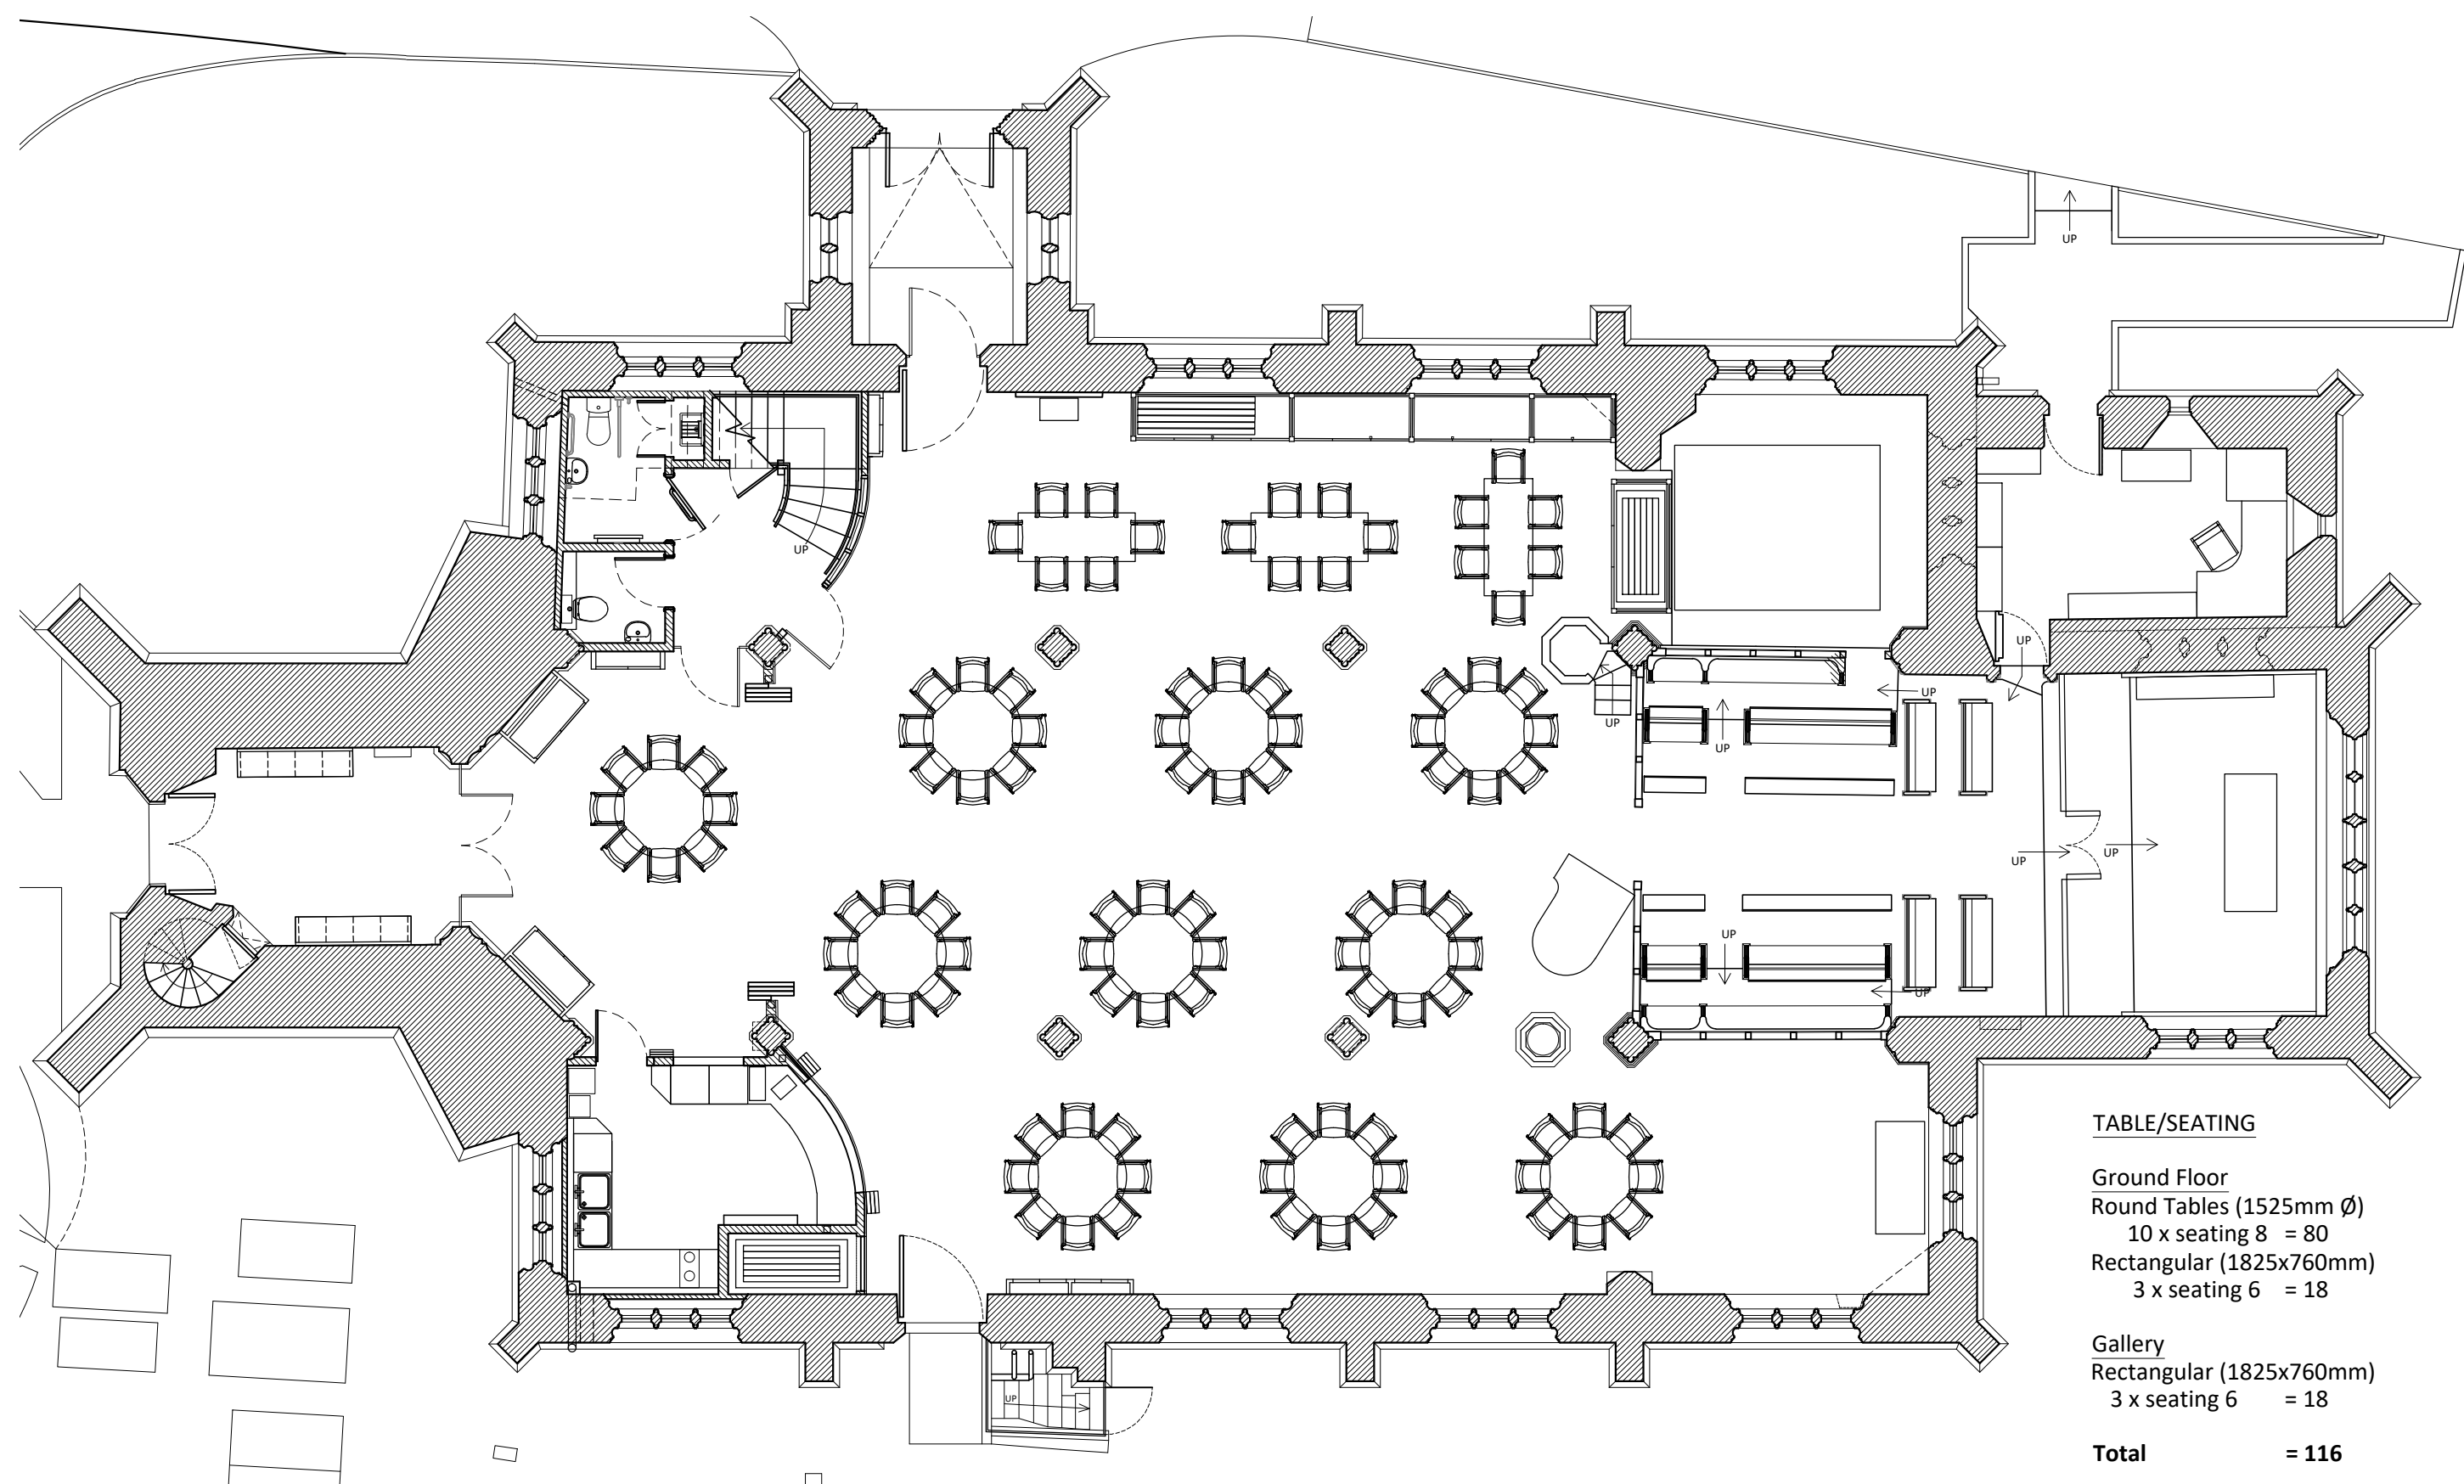 UP
UP
UP
UP
UP
UP
UP
UP
UP
UP
UP
UP
TABLE/SEATING
Ground Floor
Round Tables (1525mm Ø)
10 x seating 8 = 80
Rectangular (1825x760mm)
3 x seating 6 = 18
Gallery
Rectangular (1825x760mm)
3 x seating 6 = 18
Total = 116